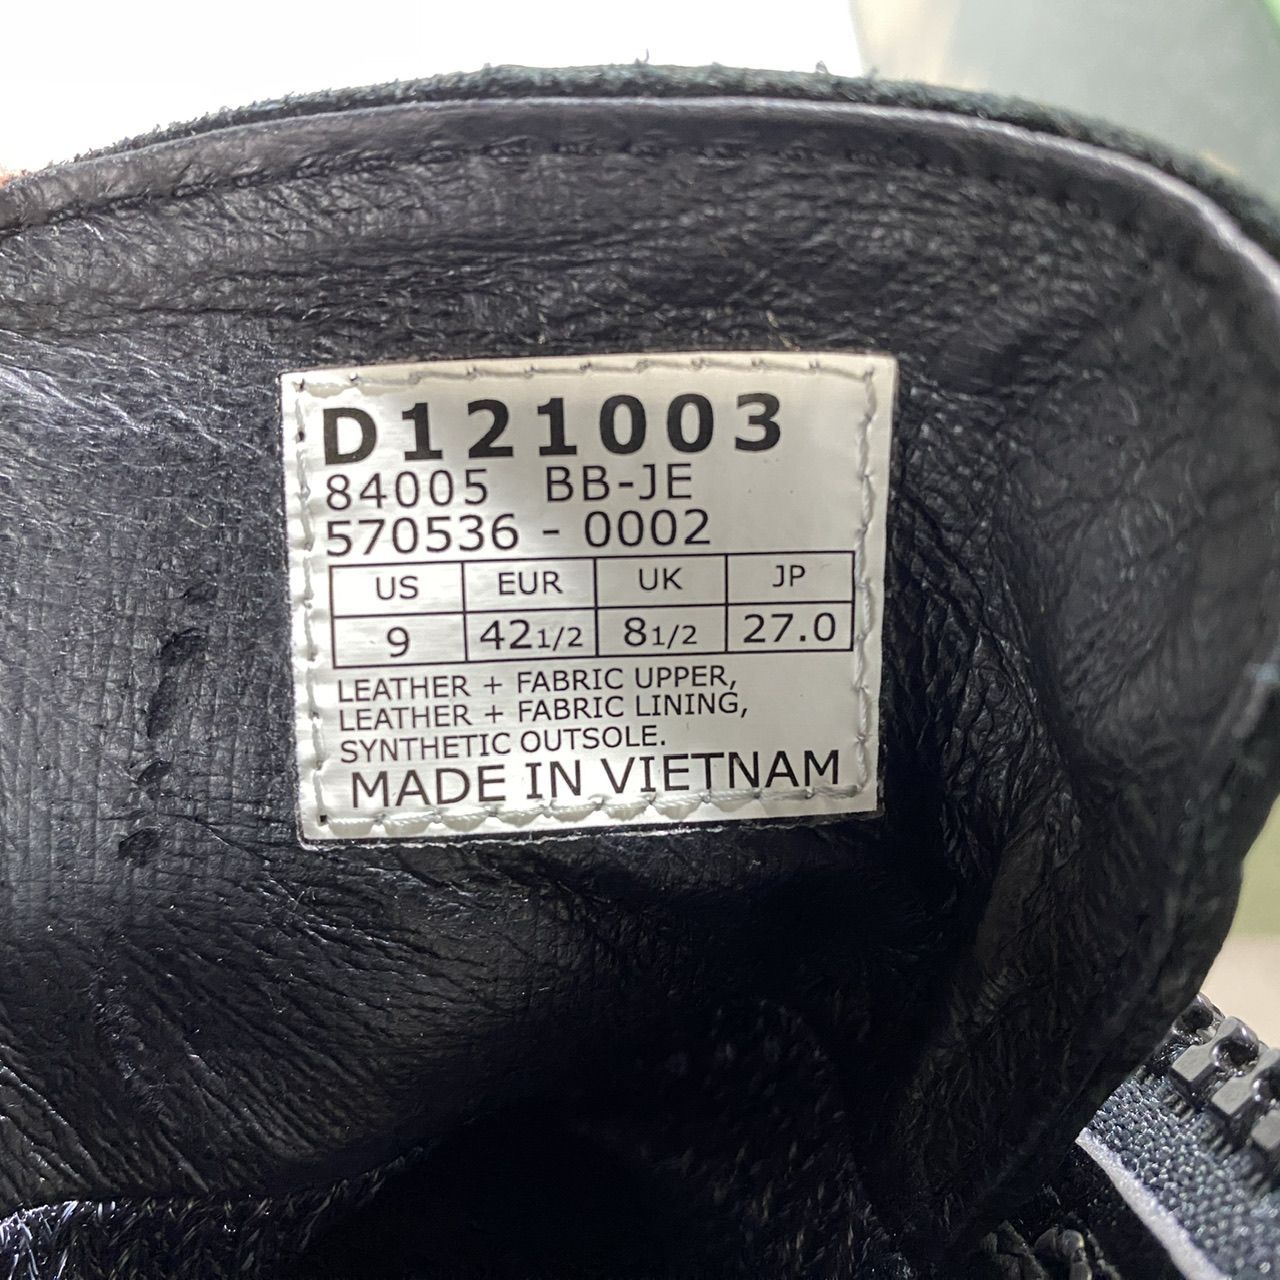 D121003
84005 BB-JE
570536 - 0002
US EUR UK JP
9 42 1/2 8 1/2 27.0
LEATHER + FABRIC UPPER,
LEATHER + FABRIC LINING,
SYNTHETIC OUTSOLE.
MADE IN VIETNAM